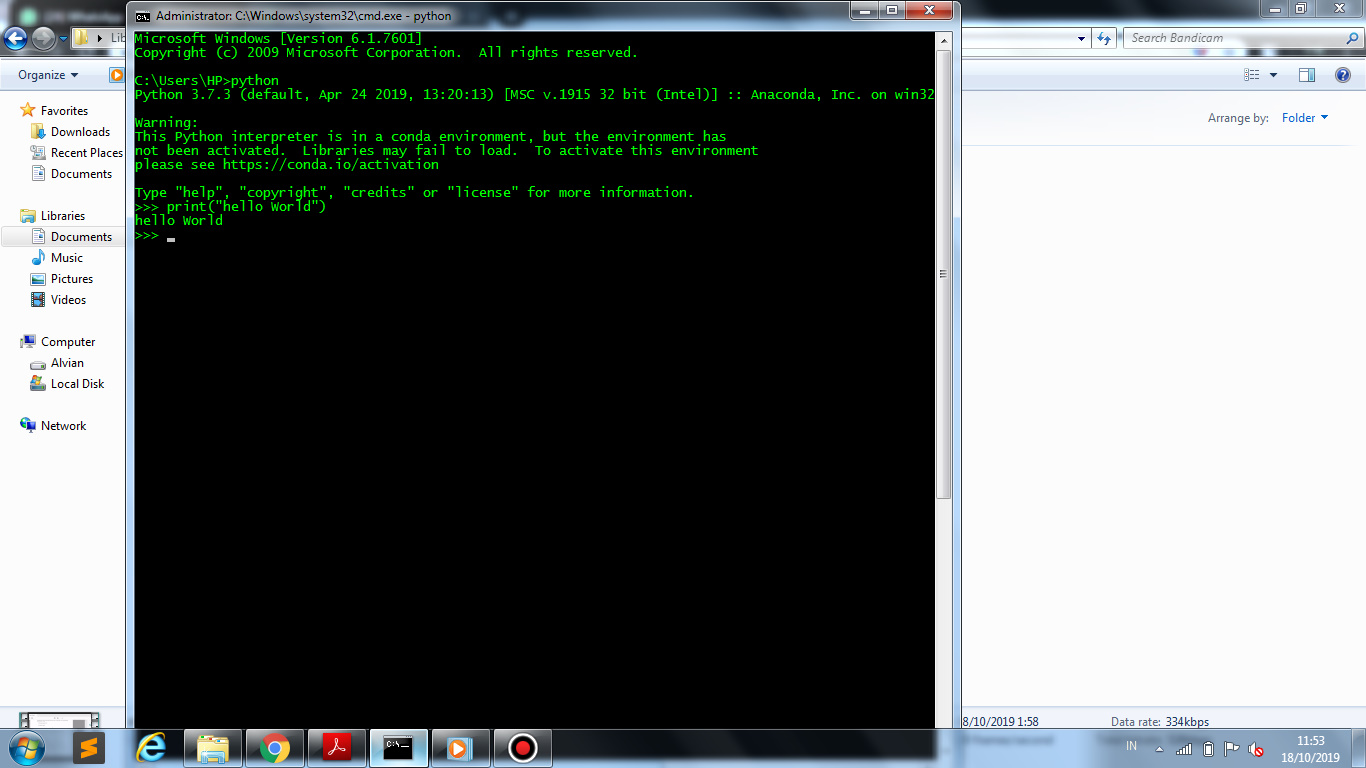 Administrator: C:\Windows\system32\cmd.exe - python
Lib
Search Bandicam
Organize
Arrange by: Folder
Favorites
Downloads
Recent Places
Documents
Libraries
Documents
Music
Pictures
Videos
Computer
Alvian
Local Disk
Network
Microsoft Windows [Version 6.1.7601]
Copyright (c) 2009 Microsoft Corporation.  All rights reserved.
C:\Users\HP>python
Python 3.7.3 (default, Apr 24 2019, 13:20:13) [MSC v.1915 32 bit (Intel)] :: Anaconda, Inc. on win32
Warning:
This Python interpreter is in a conda environment, but the environment has
not been activated.  Libraries may fail to load.  To activate this environment
please see https://conda.io/activation
Type "help", "copyright", "credits" or "license" for more information.
>>> print("hello World")
hello World
>>>
8/10/2019 1:58
Data rate: 334kbps
IN
11:53
18/10/2019